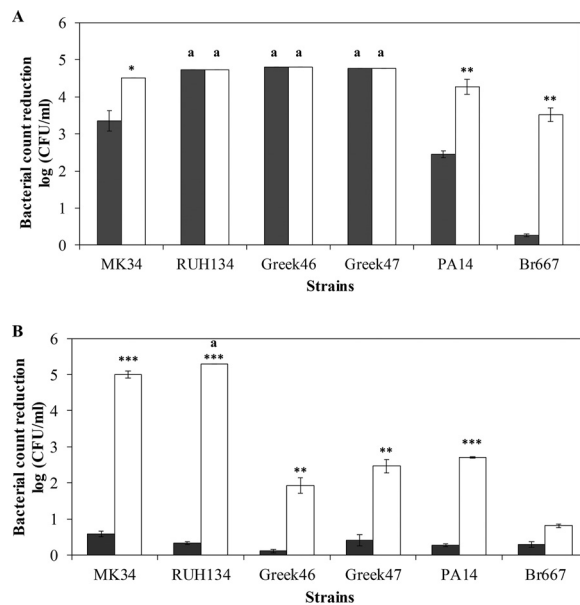 A
Bacterial count reduction
log (CFU/ml)
6
5
4
3
2
1
0
*
a a
a a
a a
**
**
MK34 RUH134 Greek46 Greek47 PA14 Br667
Strains
B
Bacterial count reduction
log (CFU/ml)
6
5
4
3
2
1
0
***
a
***
**
**
***
MK34 RUH134 Greek46 Greek47 PA14 Br667
Strains